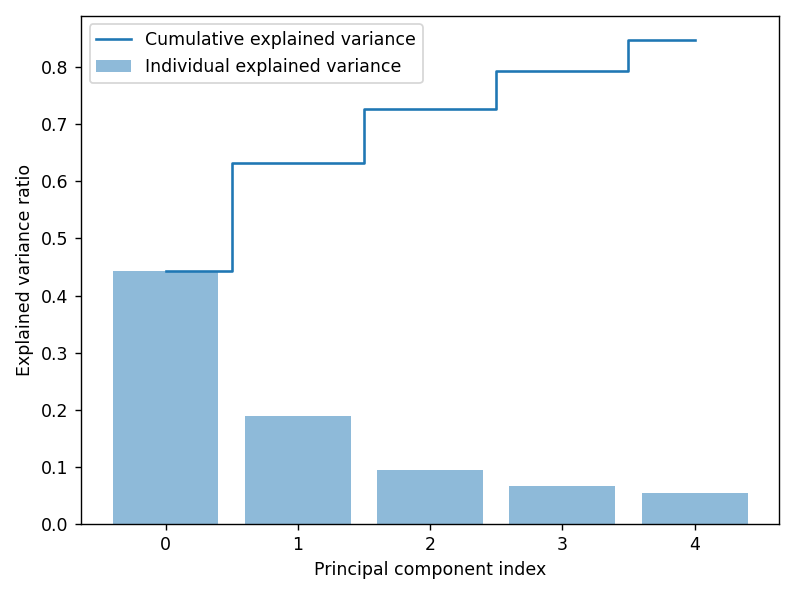 Cumulative explained variance
Individual explained variance
Explained variance ratio
0.8
0.7
0.6
0.5
0.4
0.3
0.2
0.1
0.0
0 1 2 3 4
Principal component index